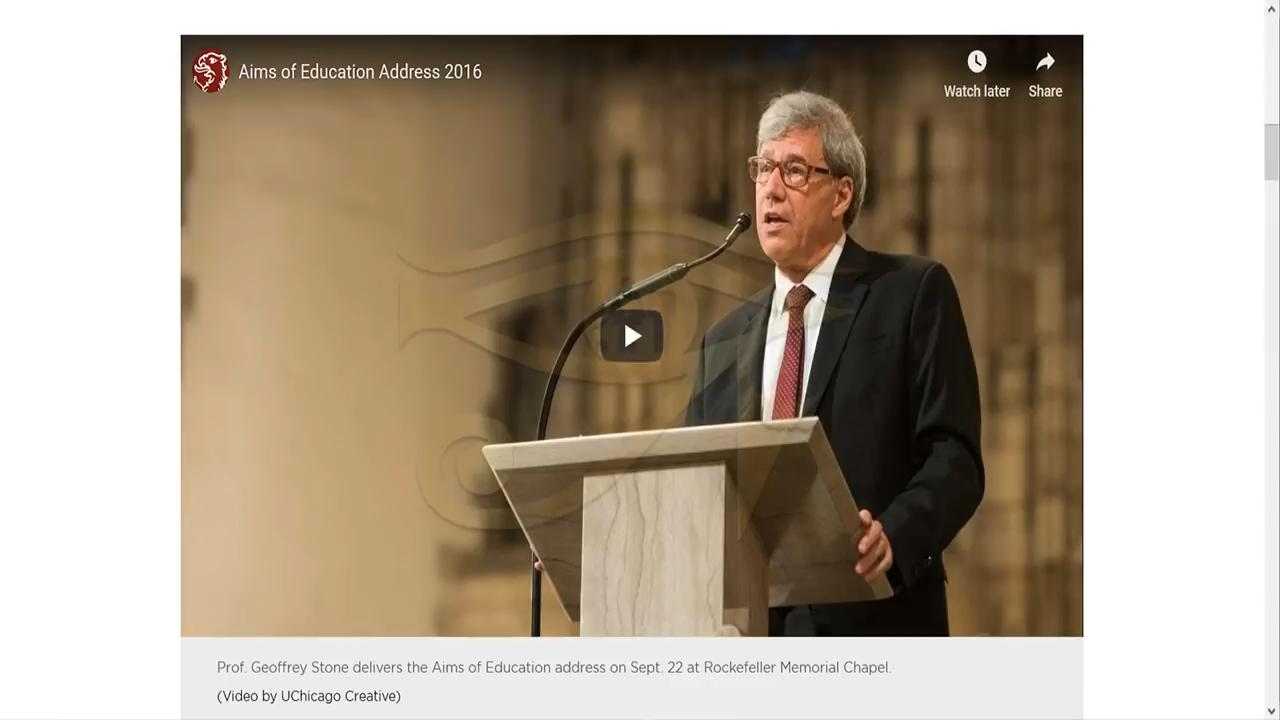 Aims of Education Address 2016
Watch later
Share
Prof. Geoffrey Stone delivers the Aims of Education address on Sept. 22 at Rockefeller Memorial Chapel.
(Video by UChicago Creative)